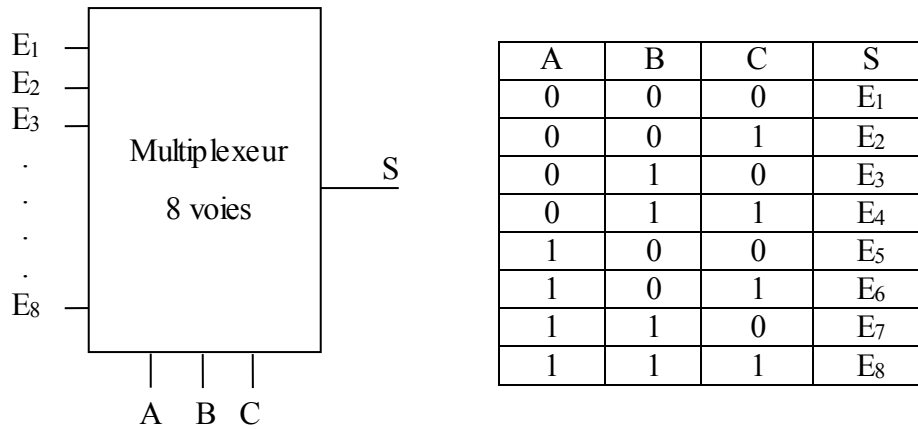 E1
E2
E3
.
.
.
.
E8
Multiplexeur
8 voies
S
A B C
A B C S
0 0 0 E1
0 0 1 E2
0 1 0 E3
0 1 1 E4
1 0 0 E5
1 0 1 E6
1 1 0 E7
1 1 1 E8